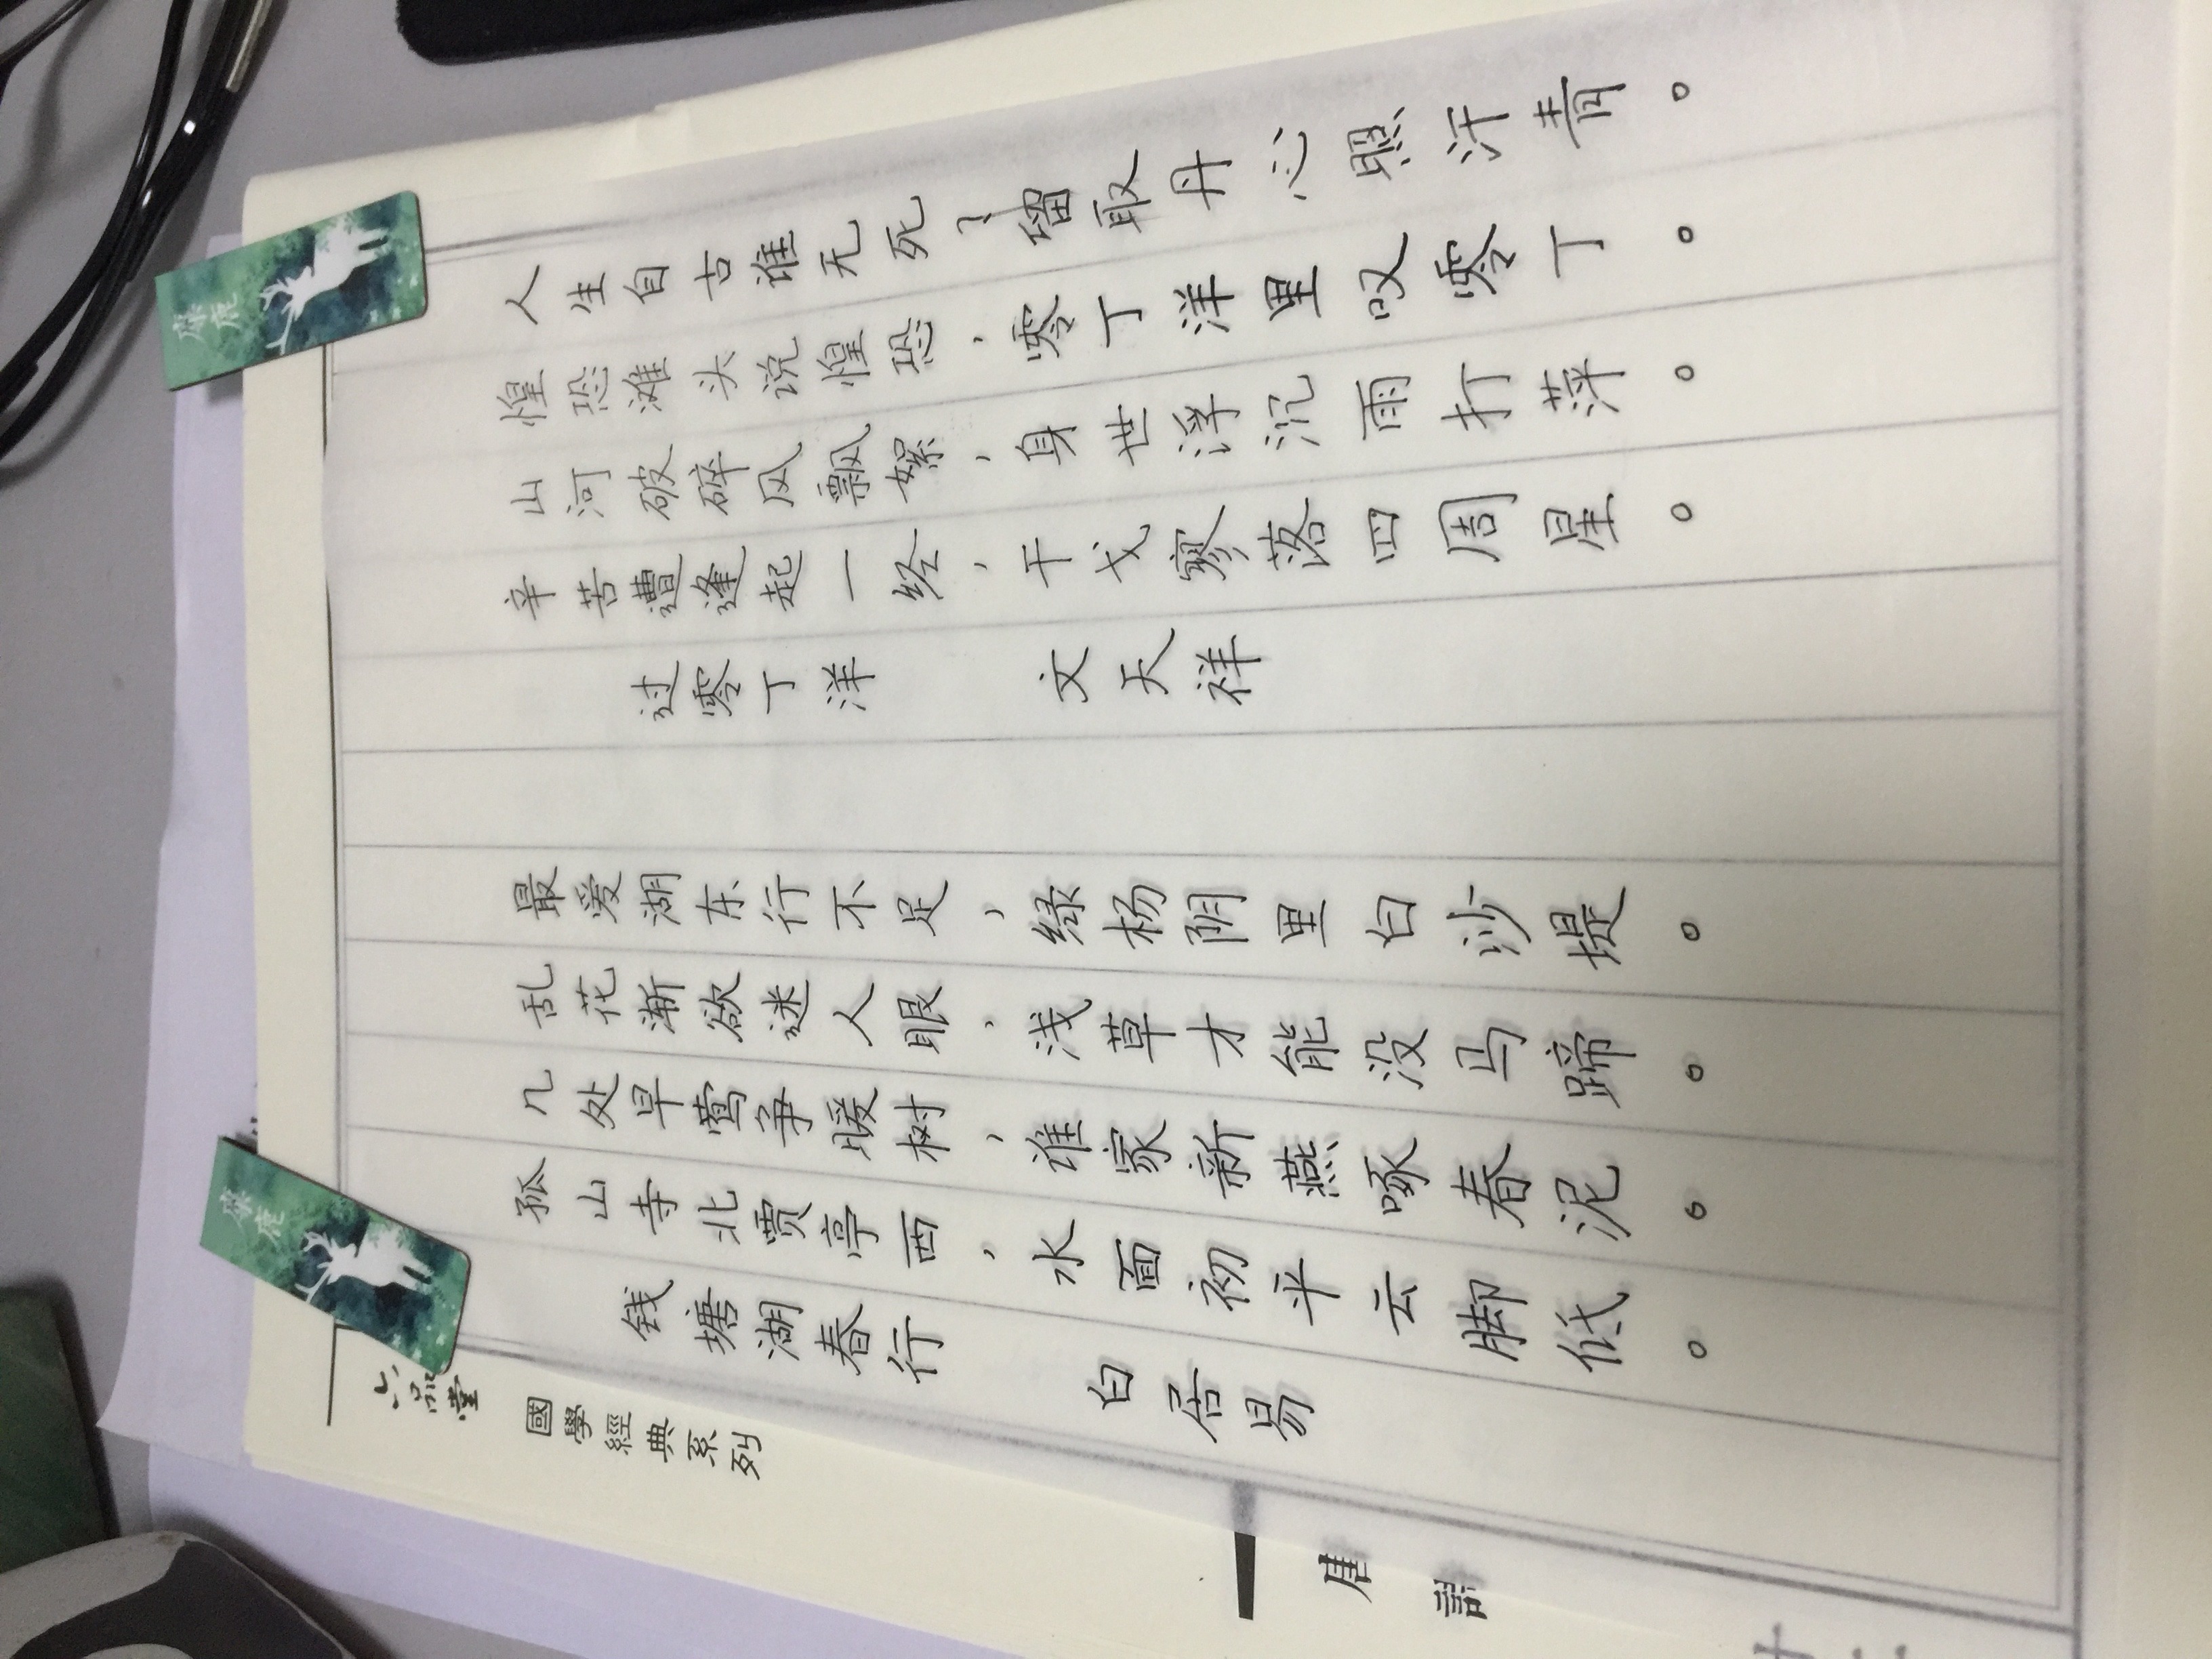 麋鹿
麋鹿
六品堂
國學經典系列
唐詩
钱塘湖春行 白居易
孤山寺北贾亭西，水面初平云脚低。
几处早莺争暖树，谁家新燕啄春泥。
乱花渐欲迷人眼，浅草才能没马蹄。
最爱湖东行不足，绿杨阴里白沙堤。
过零丁洋 文天祥
辛苦遭逢起一经，干戈寥落四周星。
山河破碎风飘絮，身世浮沉雨打萍。
惶恐滩头说惶恐，零丁洋里叹零丁。
人生自古谁无死？留取丹心照汗青。